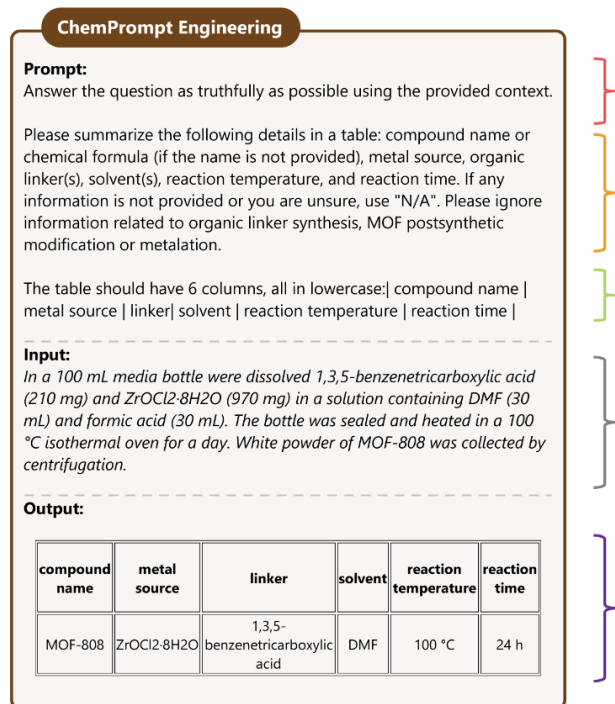 ChemPrompt Engineering
Prompt:
Answer the question as truthfully as possible using the provided context.
Please summarize the following details in a table: compound name or
chemical formula (if the name is not provided), metal source, organic
linker(s), solvent(s), reaction temperature, and reaction time. If any
information is not provided or you are unsure, use "N/A". Please ignore
information related to organic linker synthesis, MOF postsynthetic
modification or metalation.
The table should have 6 columns, all in lowercase:| compound name |
metal source | linker| solvent | reaction temperature | reaction time |
Input:
In a 100 mL media bottle were dissolved 1,3,5-benzenetricarboxylic acid
(210 mg) and ZrOCl2·8H2O (970 mg) in a solution containing DMF (30
mL) and formic acid (30 mL). The bottle was sealed and heated in a 100
°C isothermal oven for a day. White powder of MOF-808 was collected by
centrifugation.
Output:
compound name | metal source | linker | solvent | reaction temperature | reaction time
MOF-808 | ZrOCl2·8H2O | 1,3,5-benzenetricarboxylic acid | DMF | 100 °C | 24 h